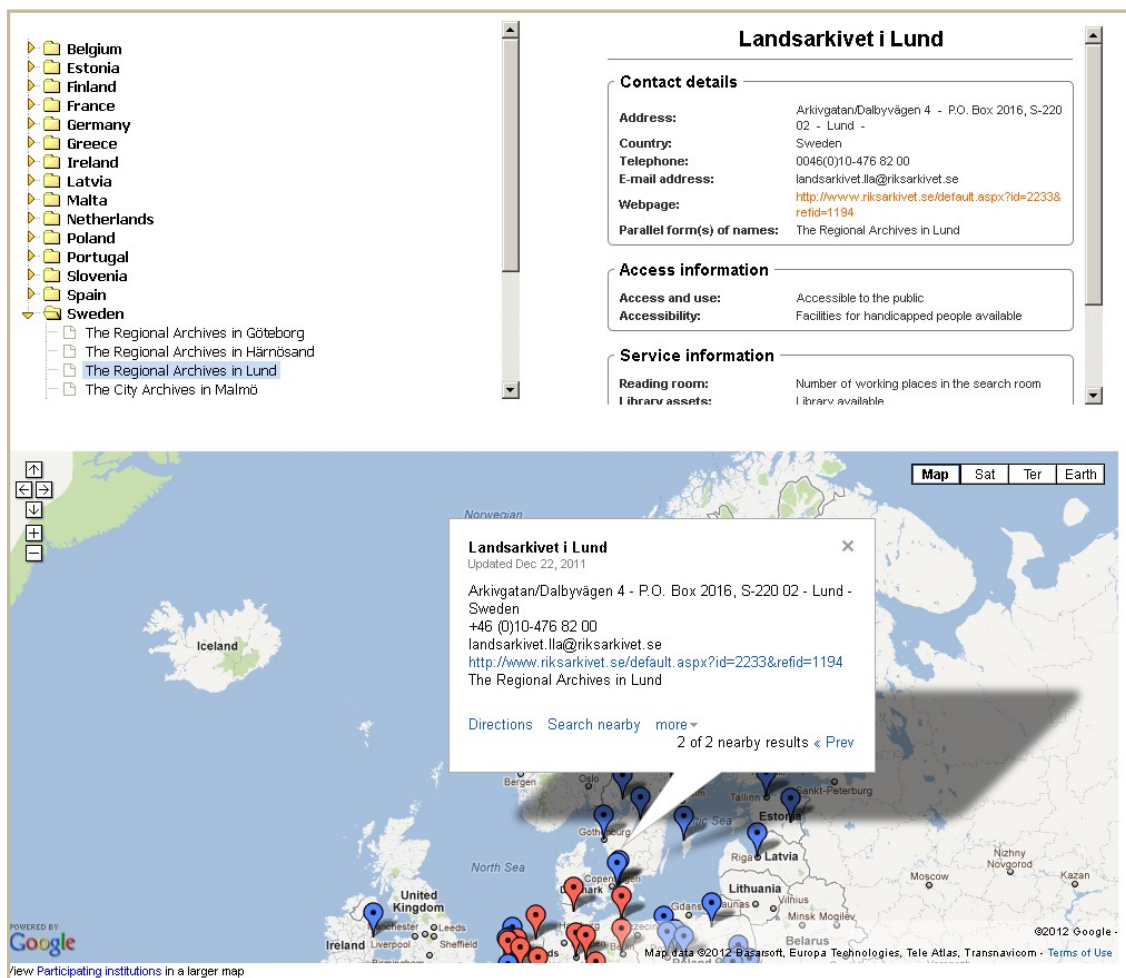 Belgium
Estonia
Finland
France
Germany
Greece
Ireland
Latvia
Malta
Netherlands
Poland
Portugal
Slovenia
Spain
Sweden
The Regional Archives in Göteborg
The Regional Archives in Härnösand
The Regional Archives in Lund
The City Archives in Malmö
Landsarkivet i Lund
Contact details
Address: Arkivgatan/Dalbyvägen 4 - P.O. Box 2016, S-220
02 - Lund -
Country: Sweden
Telephone: 0046(0)10-476 82 00
E-mail address: landsarkivet.lla@riksarkivet.se
Webpage: http://www.riksarkivet.se/default.aspx?id=2233&
refid=1194
Parallel form(s) of names: The Regional Archives in Lund
Access information
Access and use: Accessible to the public
Accessibility: Facilities for handicapped people available
Service information
Reading room: Number of working places in the search room
Library assets: Library available
Map Sat Ter Earth
Norwegian
Landsarkivet i Lund
Updated Dec 22, 2011
Arkivgatan/Dalbyvägen 4 - P.O. Box 2016, S-220 02 - Lund -
Sweden
+46 (0)10-476 82 00
landsarkivet.lla@riksarkivet.se
http://www.riksarkivet.se/default.aspx?id=2233&refid=1194
The Regional Archives in Lund
Directions Search nearby more
2 of 2 nearby results « Prev
Iceland
Bergen
Oslo
Tallinn
Sankt-Peterburg
Estonia
Riga
Latvia
North Sea
Nizhny
Novgorod
Moscow
Kazan
Lithuania
Vilnius
Minsk
Belarus
United
Kingdom
Leeds
Ireland
Liverpool
Sheffield
POWERED BY
Google
©2012 Google -
Map data ©2012 Basarsoft, Europa Technologies, Tele Atlas, Transnavicom - Terms of Use
View Participating institutions in a larger map